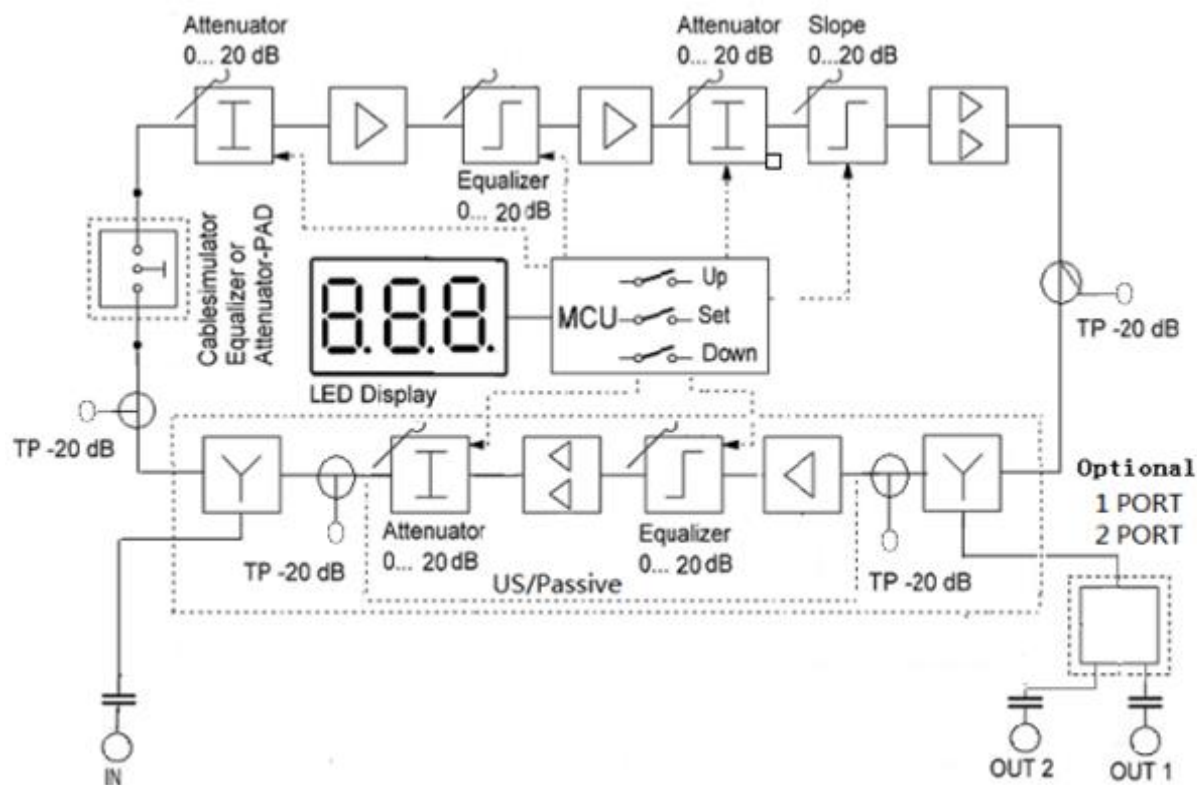 Attenuator
0... 20 dB
Attenuator
0... 20 dB
Slope
0...20 dB
Equalizer
0... 20 dB
Cablesimulator
Equalizer or
Attenuator-PAD
8.8.8.
LED Display
MCU
Up
Set
Down
TP -20 dB
TP -20 dB
Optional
1 PORT
2 PORT
Attenuator
0... 20 dB
Equalizer
0... 20 dB
TP -20 dB
TP -20 dB
US/Passive
IN
OUT 2
OUT 1